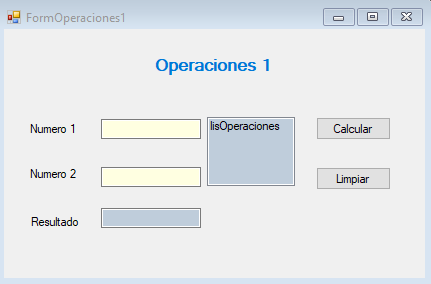 FormOperaciones1
Operaciones 1
Numero 1
lisOperaciones
Calcular
Numero 2
Limpiar
Resultado